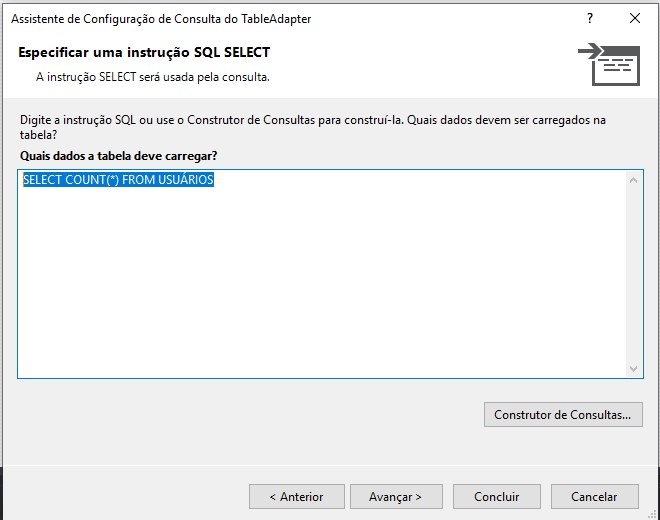 Assistente de Configuração de Consulta do TableAdapter
?
Especificar uma instrução SQL SELECT
A instrução SELECT será usada pela consulta.
Digite a instrução SQL ou use o Construtor de Consultas para construí-la. Quais dados devem ser carregados na
tabela?
Quais dados a tabela deve carregar?
SELECT COUNT(*) FROM USUÁRIOS
Construtor de Consultas...
< Anterior
Avançar >
Concluir
Cancelar